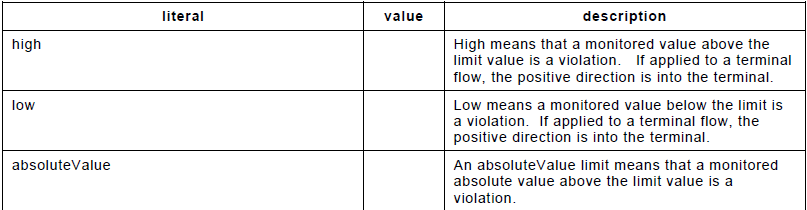 literal value description
high High means that a monitored value above the
limit value is a violation. If applied to a terminal
flow, the positive direction is into the terminal.
low Low means a monitored value below the limit is
a violation. If applied to a terminal flow, the
positive direction is into the terminal.
absoluteValue An absoluteValue limit means that a monitored
absolute value above the limit value is a
violation.